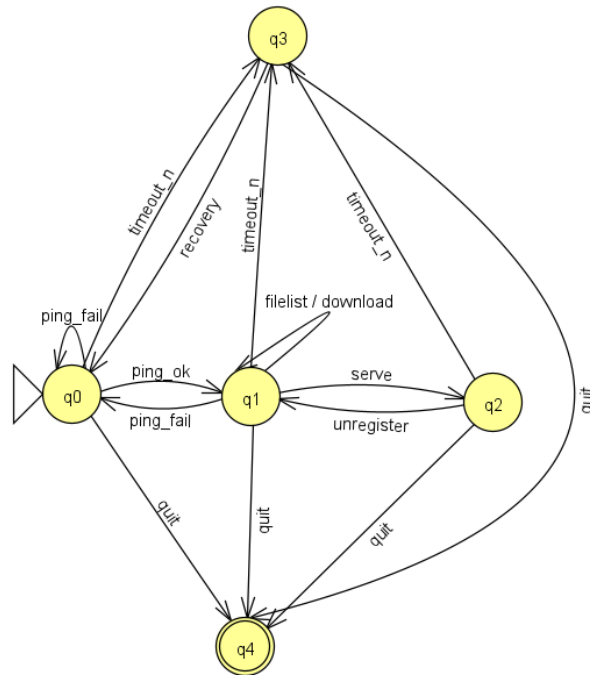 q3
timeout_n
recovery
timeout_n
timeout_n
filelist / download
ping_fail
ping_ok
serve
q0
q1
q2
ping_fail
unregister
quit
quit
quit
quit
q4